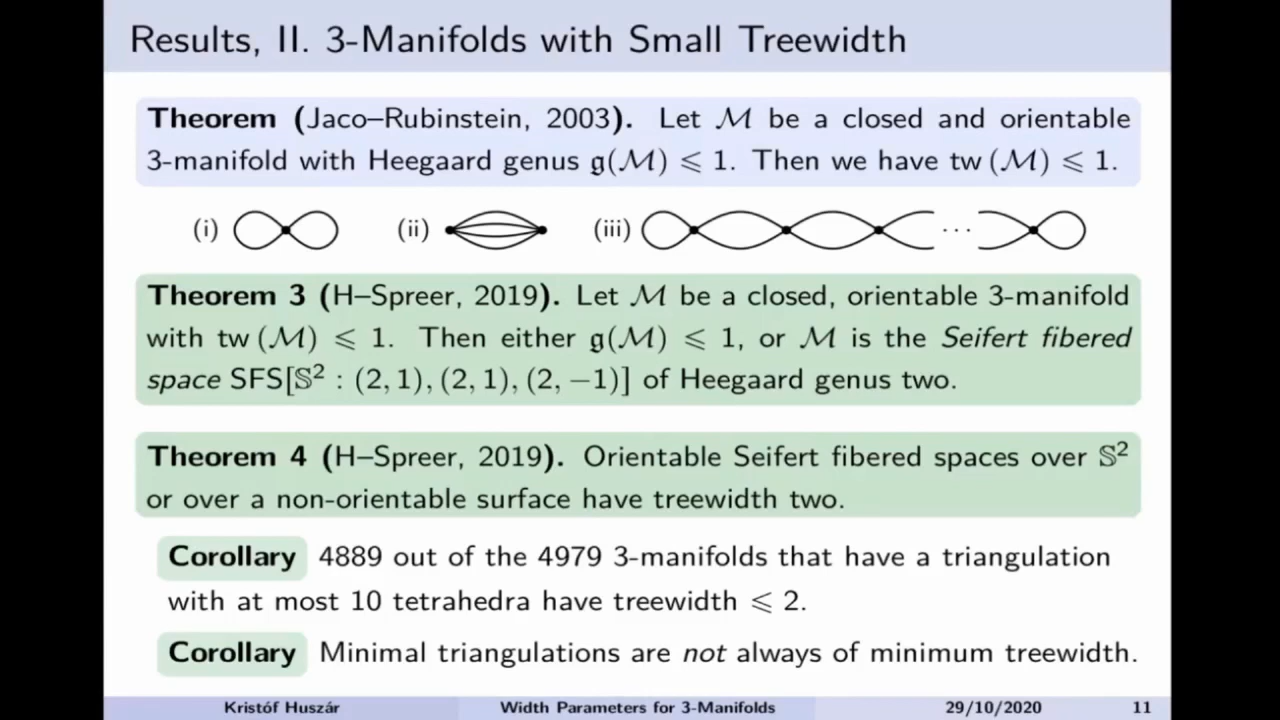 Results, II. 3-Manifolds with Small Treewidth
Theorem (Jaco–Rubinstein, 2003). Let ℳ be a closed and orientable
3-manifold with Heegaard genus 𝔤(ℳ) ⩽ 1. Then we have tw (ℳ) ⩽ 1.
(i) (ii) (iii) ···
Theorem 3 (H–Spreer, 2019). Let ℳ be a closed, orientable 3-manifold
with tw (ℳ) ⩽ 1. Then either 𝔤(ℳ) ⩽ 1, or ℳ is the Seifert fibered
space SFS[𝕊² : (2, 1), (2, 1), (2, −1)] of Heegaard genus two.
Theorem 4 (H–Spreer, 2019). Orientable Seifert fibered spaces over 𝕊²
or over a non-orientable surface have treewidth two.
Corollary 4889 out of the 4979 3-manifolds that have a triangulation
with at most 10 tetrahedra have treewidth ⩽ 2.
Corollary Minimal triangulations are not always of minimum treewidth.
Kristóf Huszár Width Parameters for 3-Manifolds 29/10/2020 11